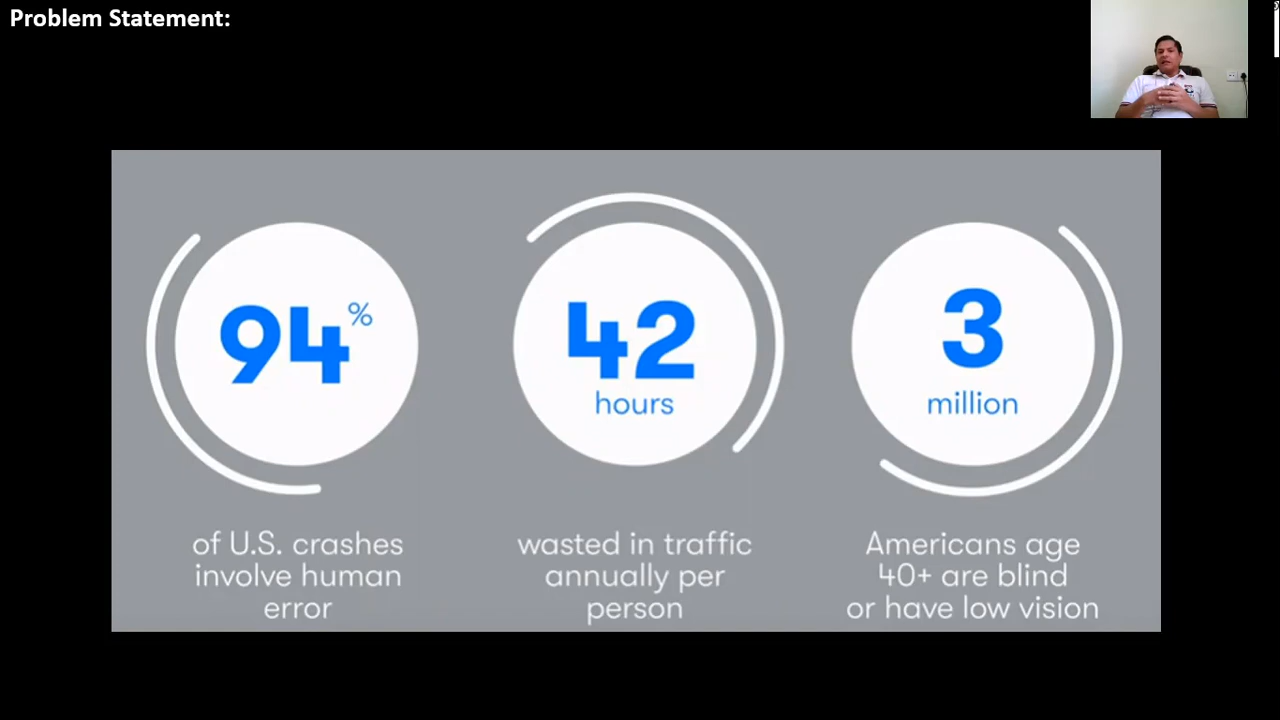 Problem Statement:
94%
of U.S. crashes
involve human
error
42
hours
wasted in traffic
annually per
person
3
million
Americans age
40+ are blind
or have low vision